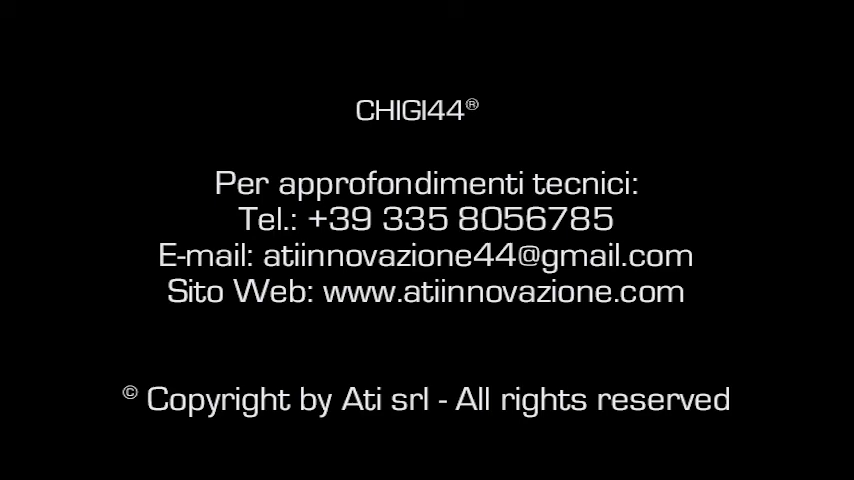 CHIGI44®
Per approfondimenti tecnici:
Tel.: +39 335 8056785
E-mail: atiinnovazione44@gmail.com
Sito Web: www.atiinnovazione.com
© Copyright by Ati srl - All rights reserved